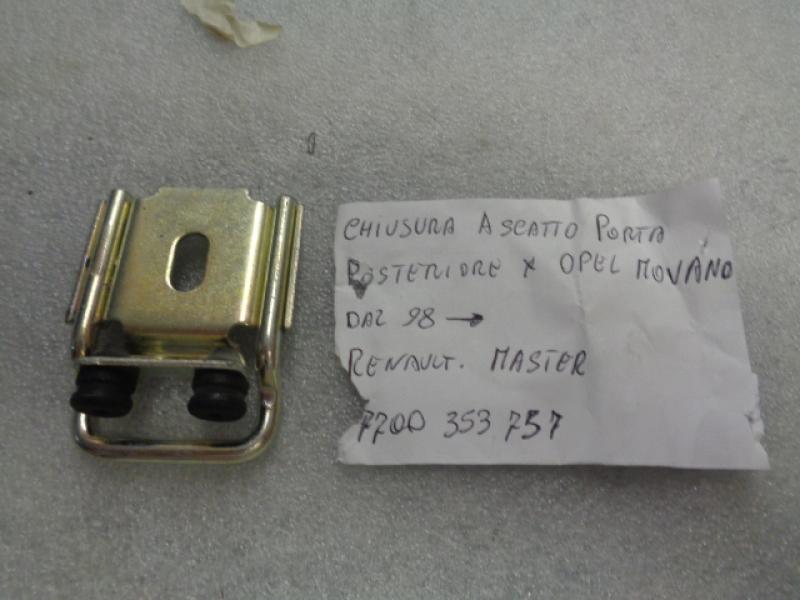 CHIUSURA A SCATTO PORTA
POSTERIORE X OPEL MOVANO
DAL 98 →
RENAULT. MASTER
7700 353 757